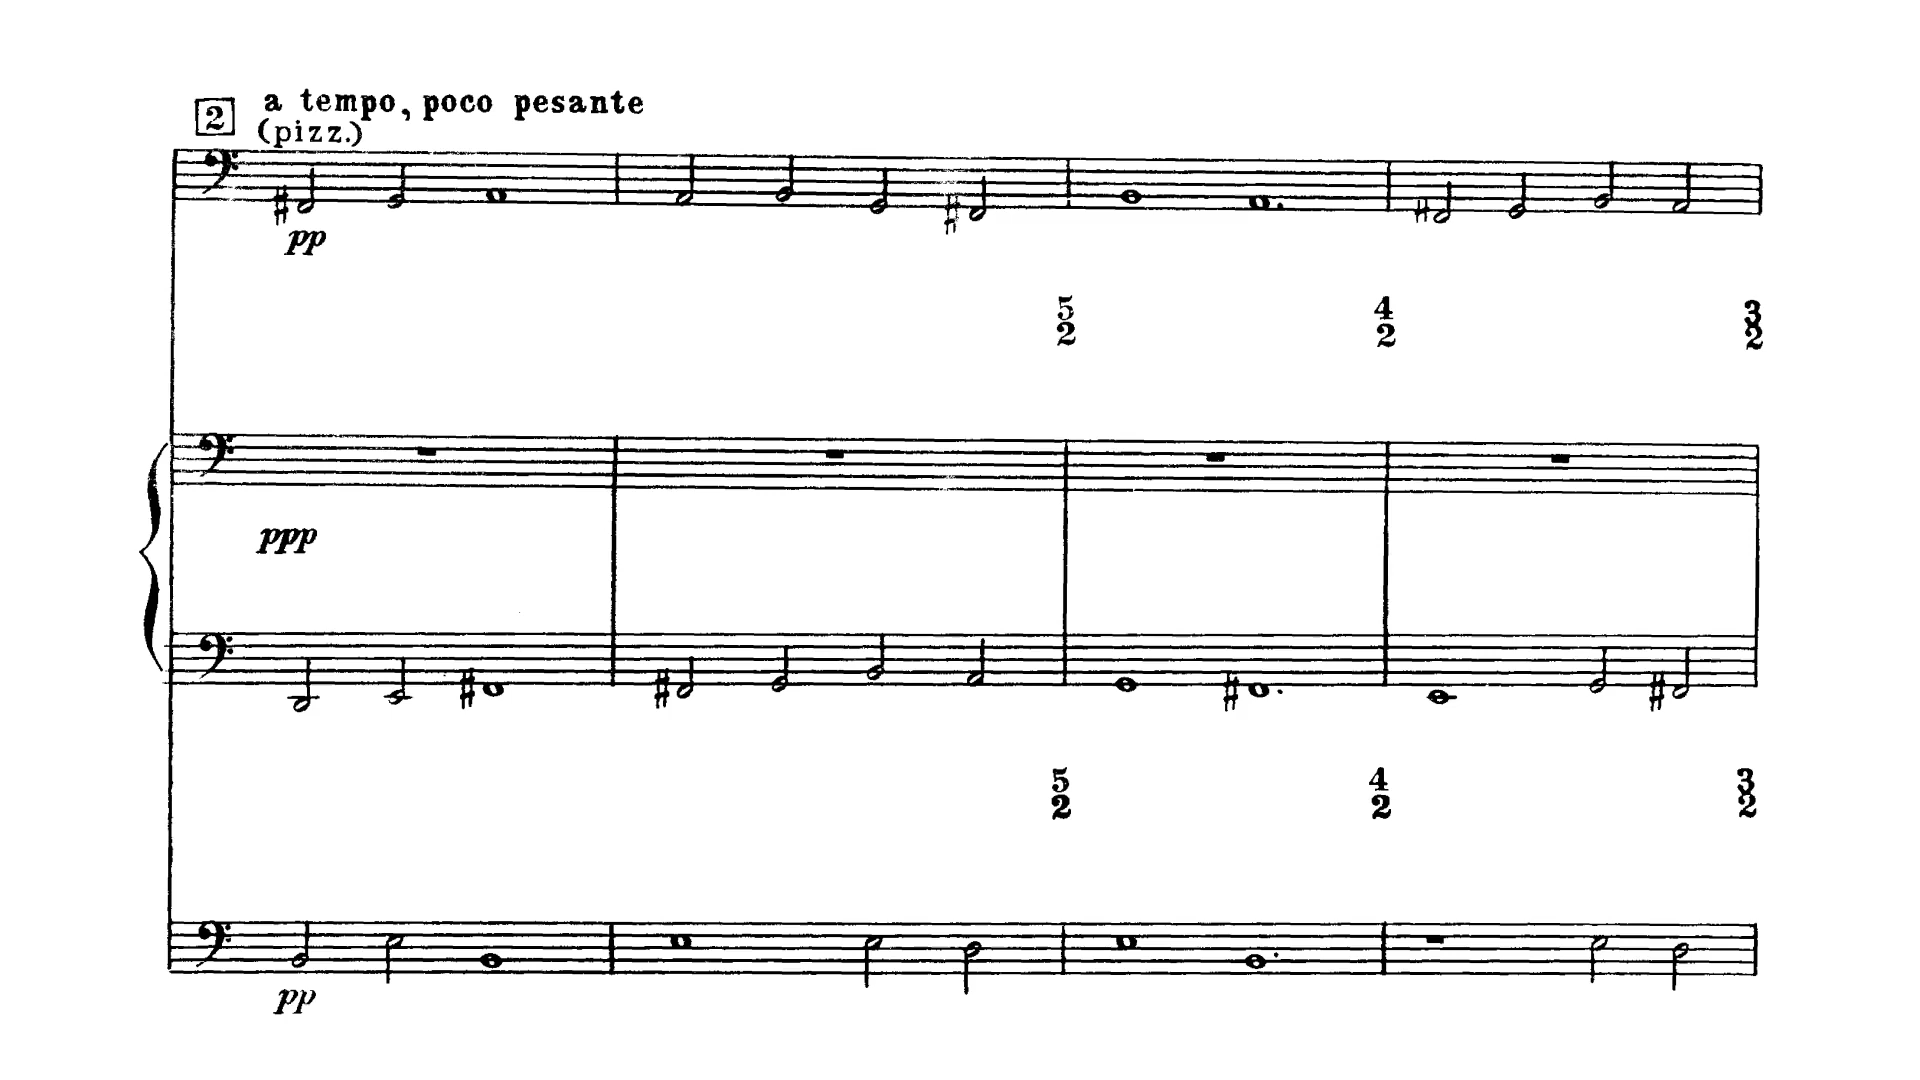 2 a tempo, poco pesante
(pizz.)
pp
5 4 3
2 2 2
ppp
5 4 3
2 2 2
pp